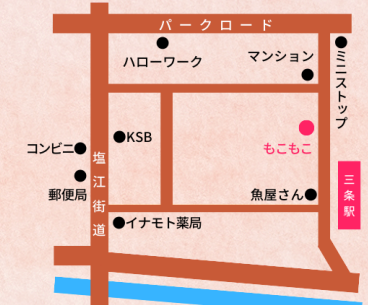 パークロード
ハローワーク
マンション
ミニストップ
KSB
もこもこ
コンビニ
塩江街道
三条駅
郵便局
魚屋さん
イナモト薬局